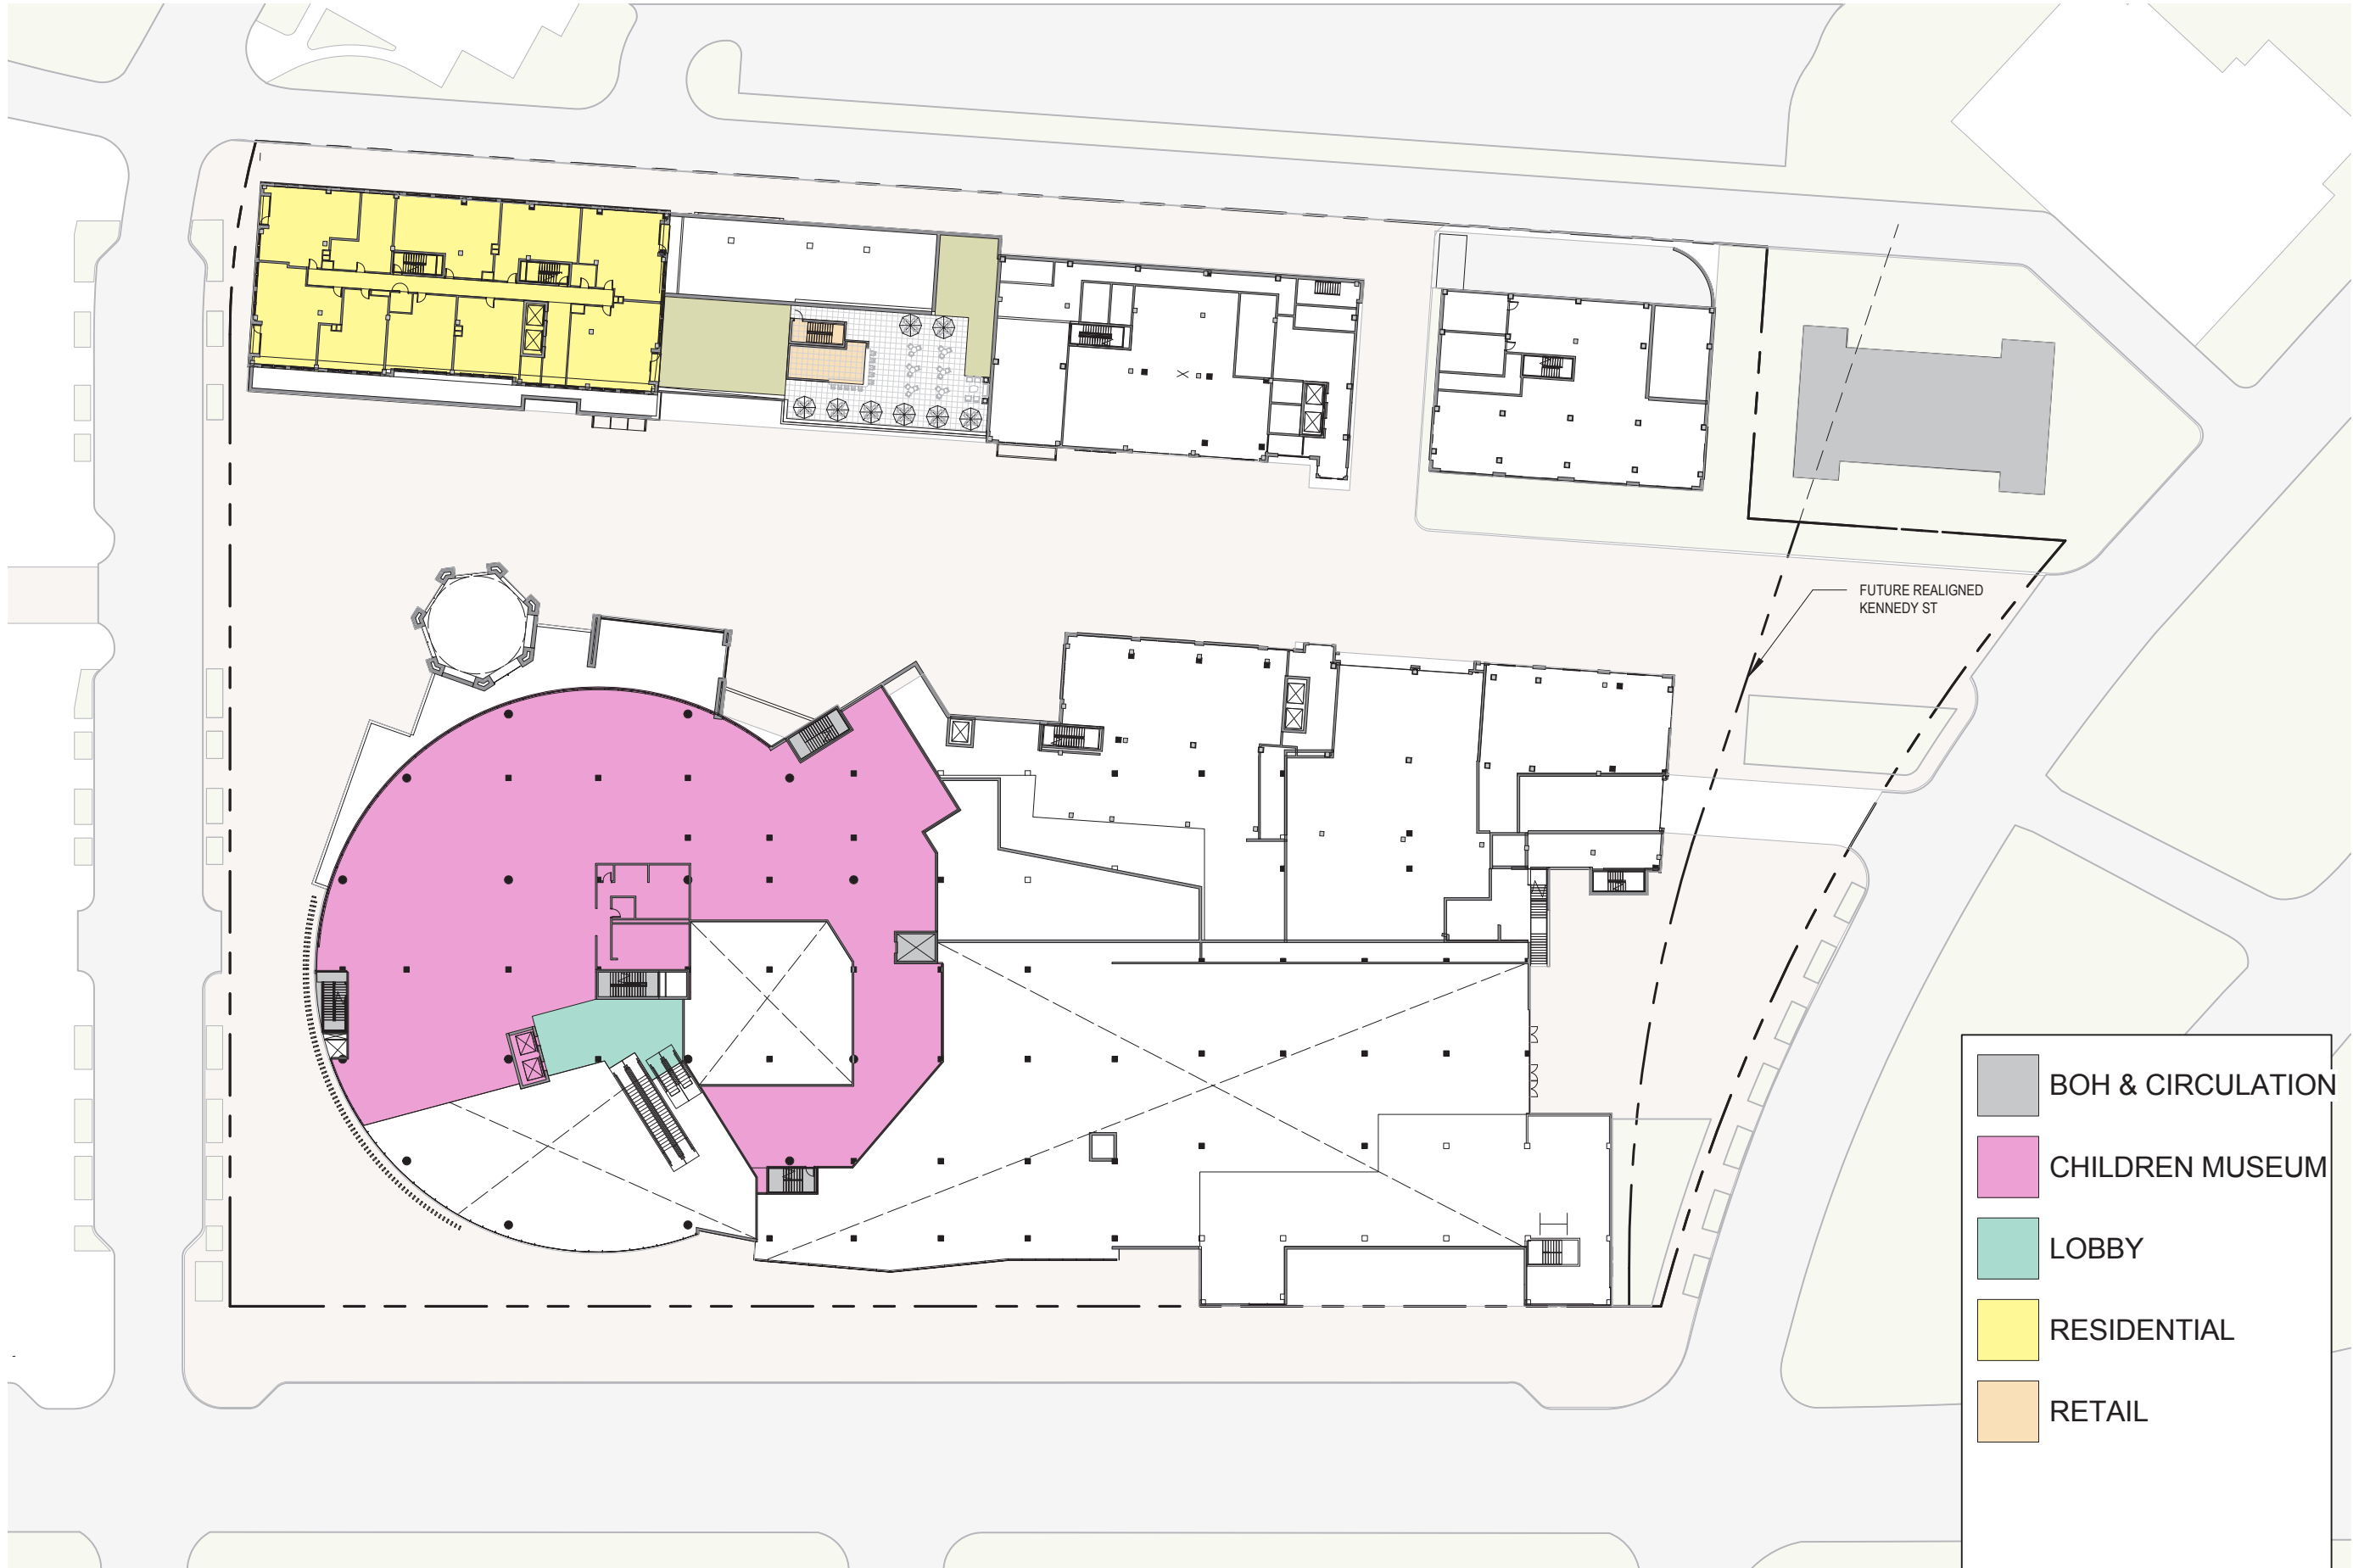 FUTURE REALIGNED
KENNEDY ST
BOH & CIRCULATION
CHILDREN MUSEUM
LOBBY
RESIDENTIAL
RETAIL